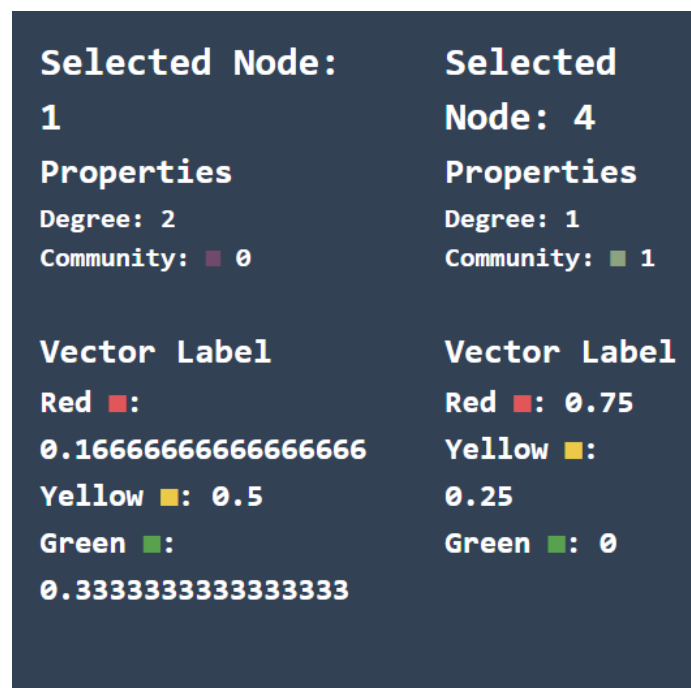 Selected Node:
1
Properties
Degree: 2
Community: ■ 0
Vector Label
Red ■:
0.16666666666666666
Yellow ■: 0.5
Green ■:
0.3333333333333333
Selected
Node: 4
Properties
Degree: 1
Community: ■ 1
Vector Label
Red ■: 0.75
Yellow ■:
0.25
Green ■: 0